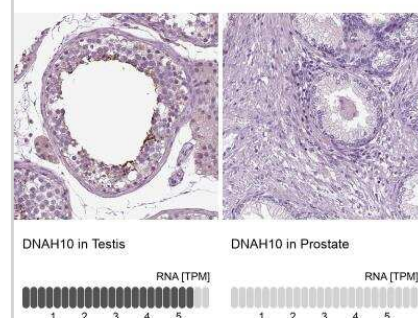 DNAH10 in Testis
RNA [TPM]
1 2 3 4 5
DNAH10 in Prostate
RNA [TPM]
1 2 3 4 5